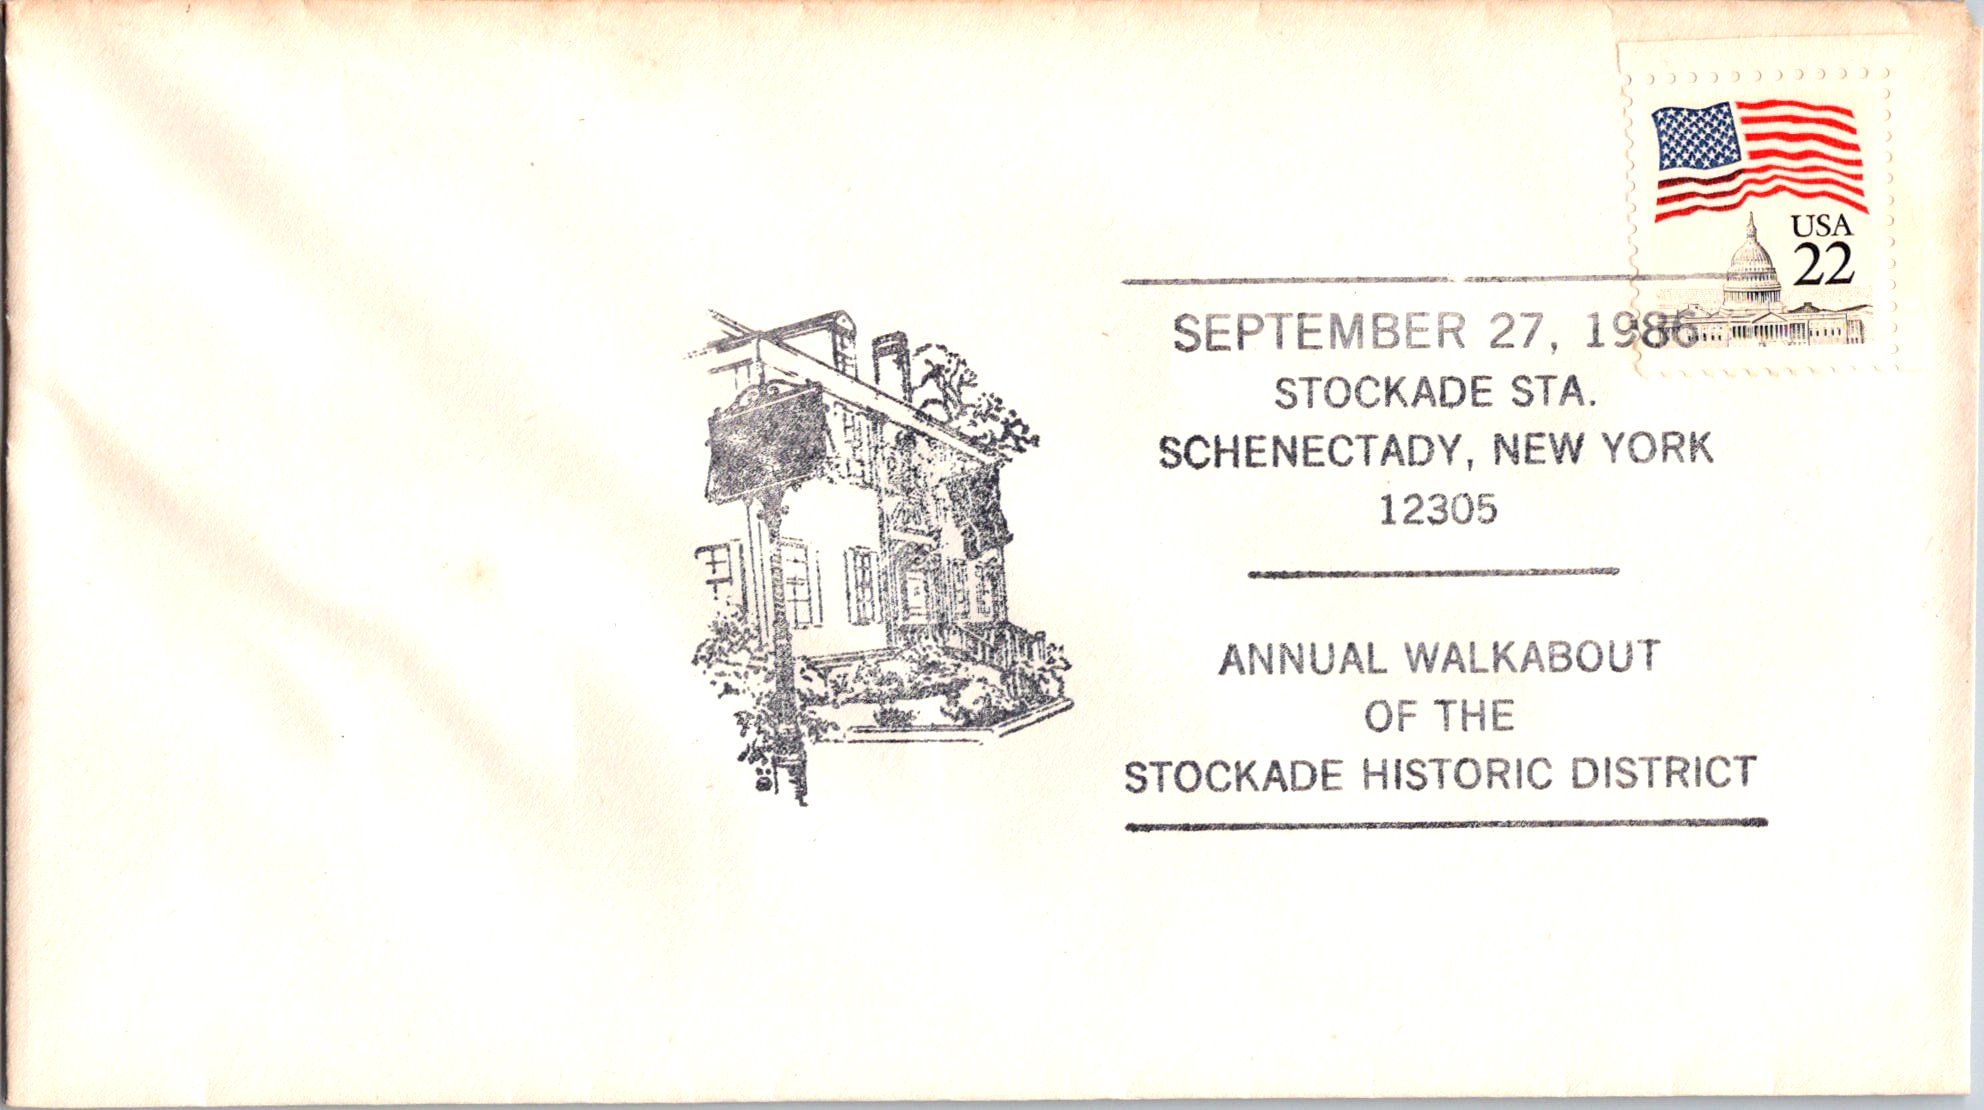 USA
22
SEPTEMBER 27, 1986
STOCKADE STA.
SCHENECTADY, NEW YORK
12305
ANNUAL WALKABOUT
OF THE
STOCKADE HISTORIC DISTRICT